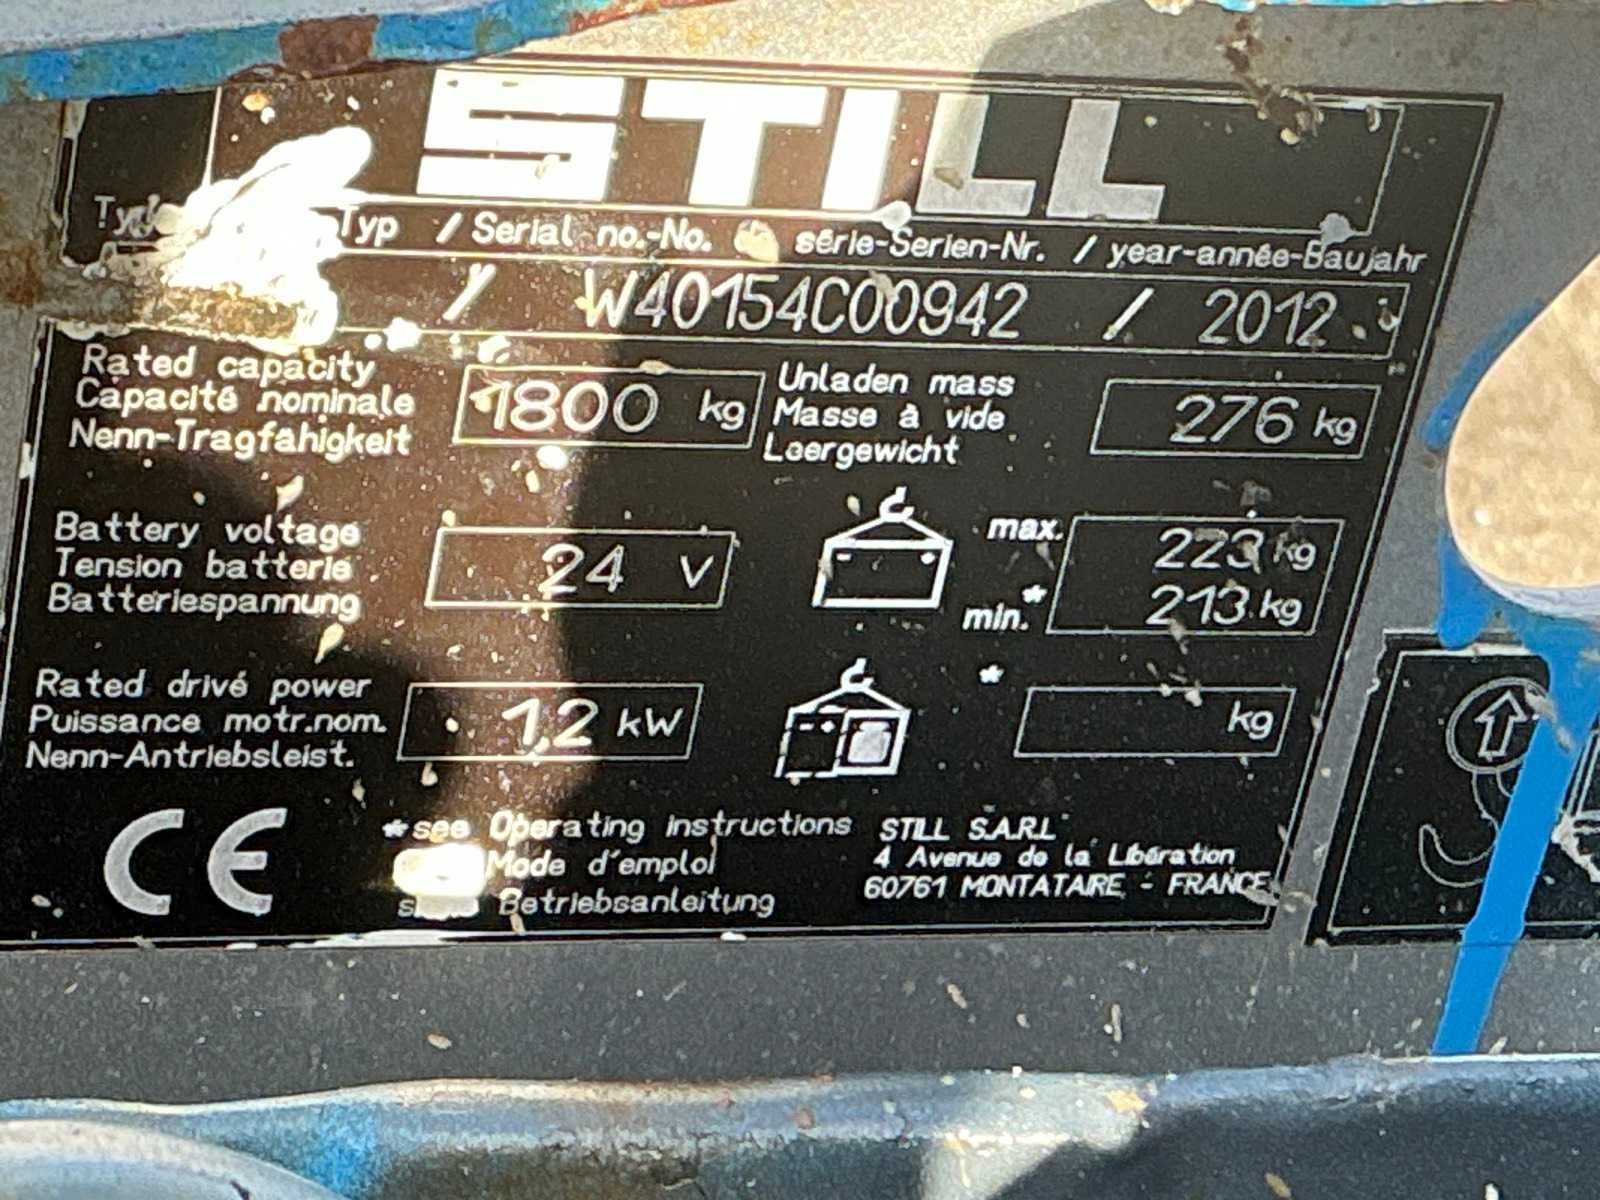 STILL
Typ / Serial no.-No. série-Serien-Nr. / year-année-Baujahr
/ W40154C00942 / 2012
Rated capacity
Capacité nominale
Nenn-Tragfähigkeit
1800 kg
Unladen mass
Masse à vide
Leergewicht
276 kg
Battery voltage
Tension batterie
Batteriespannung
24 V
max. 223 kg
min.* 213 kg
Rated drivé power
Puissance motr.nom.
Nenn-Antriebsleist.
1,2 kW
* kg
CE
*see Operating instructions
Mode d'emploi
Betriebsanleitung
STILL S.A.R.L
4 Avenue de la Libération
60761 MONTATAIRE - FRANCE